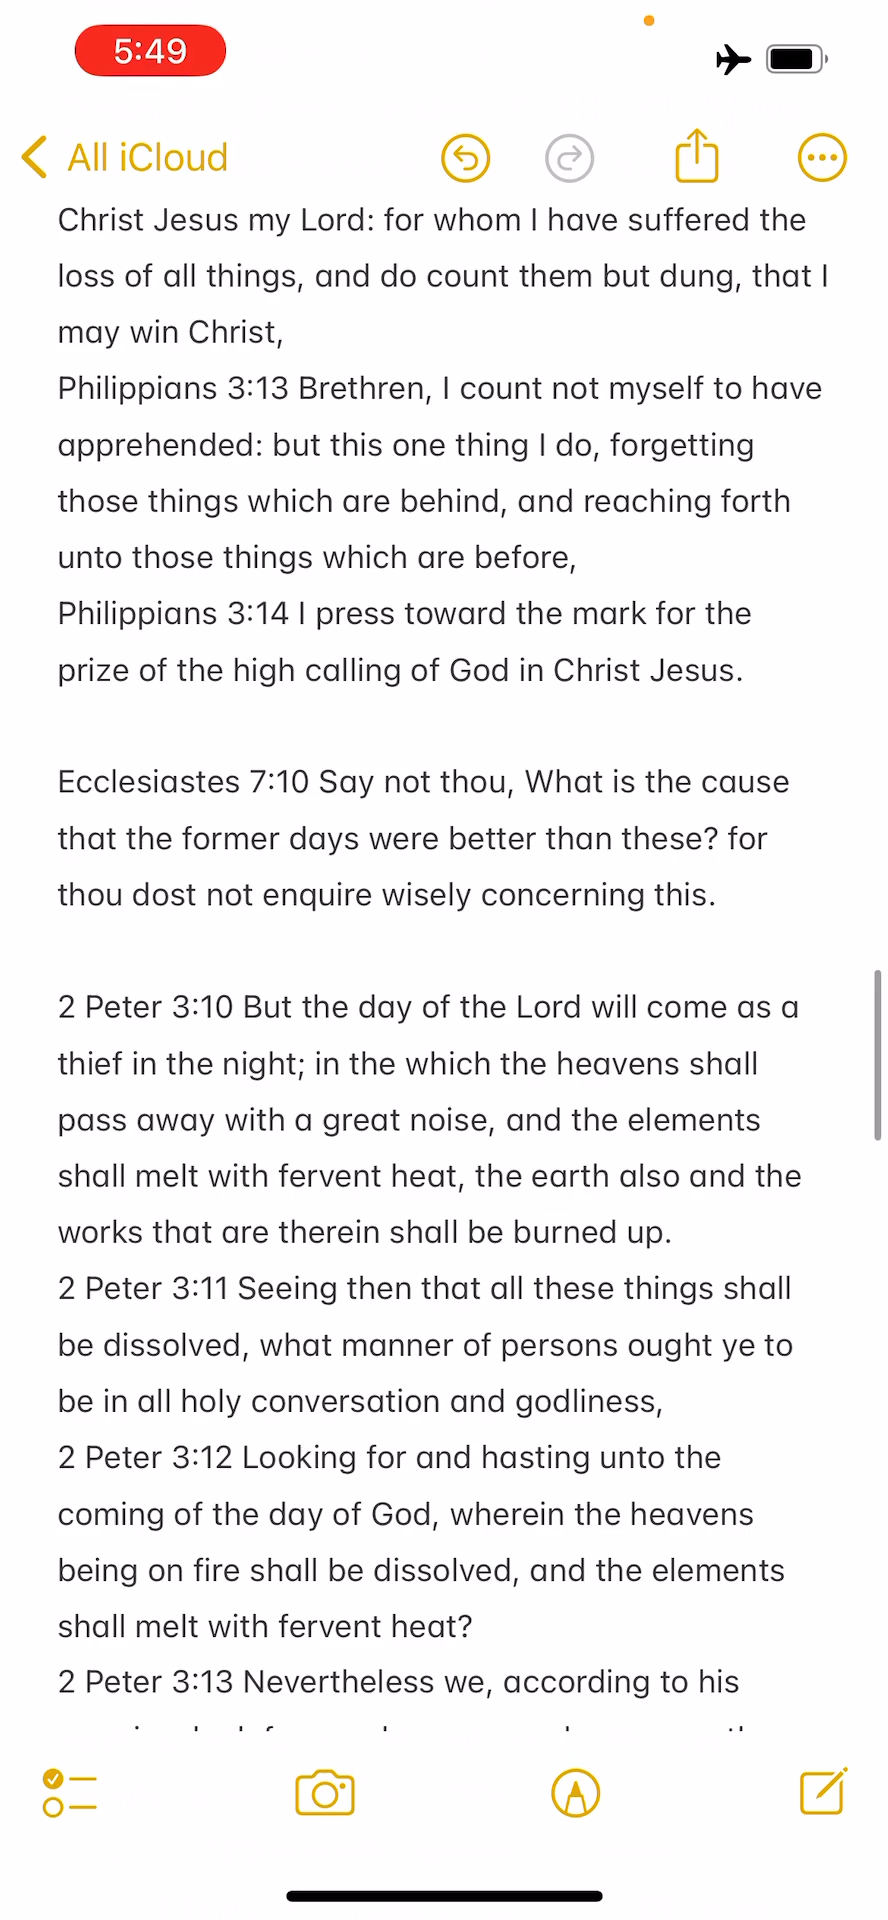 5:49
All iCloud
Christ Jesus my Lord: for whom I have suffered the
loss of all things, and do count them but dung, that I
may win Christ,
Philippians 3:13 Brethren, I count not myself to have
apprehended: but this one thing I do, forgetting
those things which are behind, and reaching forth
unto those things which are before,
Philippians 3:14 I press toward the mark for the
prize of the high calling of God in Christ Jesus.
Ecclesiastes 7:10 Say not thou, What is the cause
that the former days were better than these? for
thou dost not enquire wisely concerning this.
2 Peter 3:10 But the day of the Lord will come as a
thief in the night; in the which the heavens shall
pass away with a great noise, and the elements
shall melt with fervent heat, the earth also and the
works that are therein shall be burned up.
2 Peter 3:11 Seeing then that all these things shall
be dissolved, what manner of persons ought ye to
be in all holy conversation and godliness,
2 Peter 3:12 Looking for and hasting unto the
coming of the day of God, wherein the heavens
being on fire shall be dissolved, and the elements
shall melt with fervent heat?
2 Peter 3:13 Nevertheless we, according to his